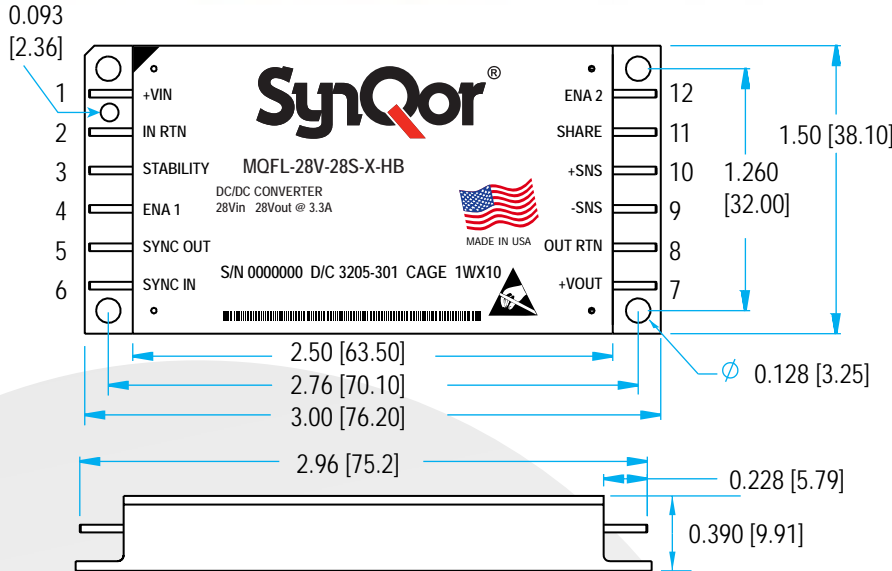 0.093
[2.36]
1
2
3
4
5
6
+VIN
IN RTN
STABILITY
ENA 1
SYNC OUT
SYNC IN
SynQor®
MQFL-28V-28S-X-HB
DC/DC CONVERTER
28Vin 28Vout @ 3.3A
MADE IN USA
S/N 0000000 D/C 3205-301 CAGE 1WX10
ENA 2
SHARE
+SNS
-SNS
OUT RTN
+VOUT
12
11
10
9
8
7
1.50 [38.10]
1.260
[32.00]
2.50 [63.50]
2.76 [70.10]
3.00 [76.20]
⌀ 0.128 [3.25]
2.96 [75.2]
0.228 [5.79]
0.390 [9.91]